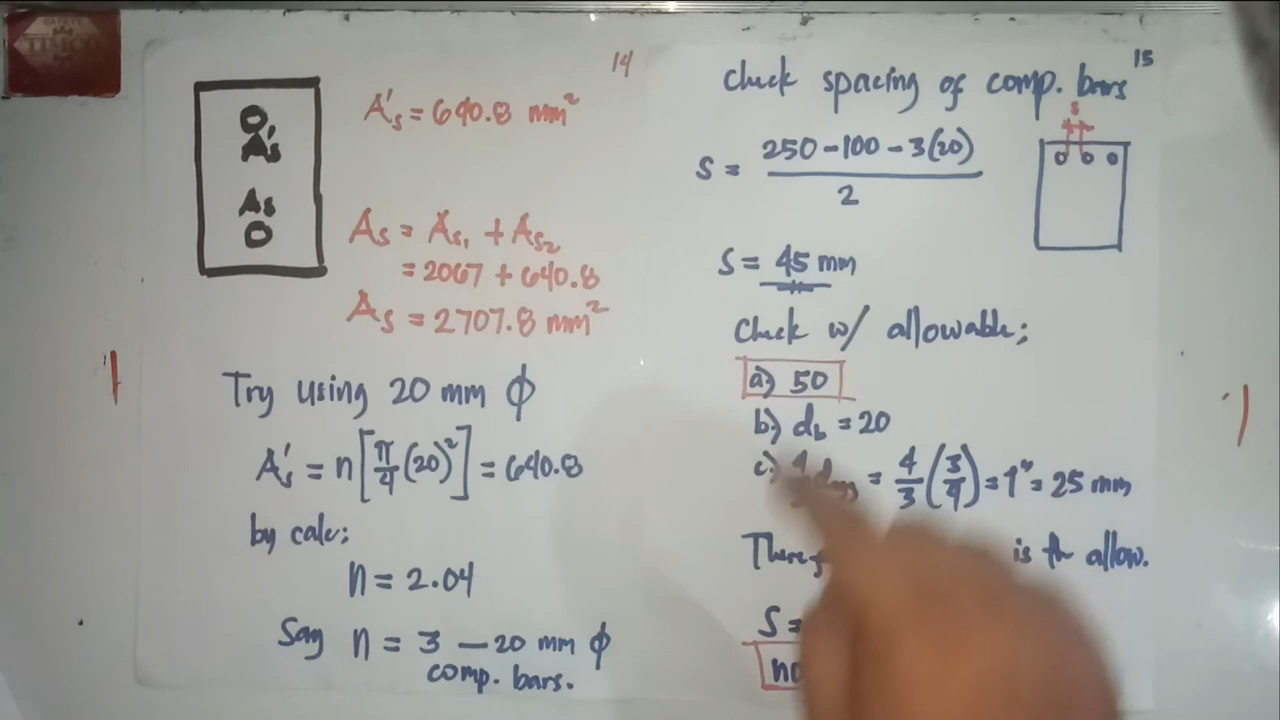 14
A's = 640.8 mm²
A's
As
As = As₁ + As₂
= 2067 + 640.8
As = 2707.8 mm²
Try using 20 mm ϕ
A's = n[π/4 (20)²] = 640.8
by calc;
n = 2.04
Say n = 3 – 20 mm ϕ
comp. bars.
15
Check spacing of comp. bars
s
S = (250 – 100 – 3(20)) / 2
S = 45 mm
Check w/ allowable;
a) 50
b) db = 20
c) = 4/3 (3/4) = 1" = 25 mm
is th allow.
S =